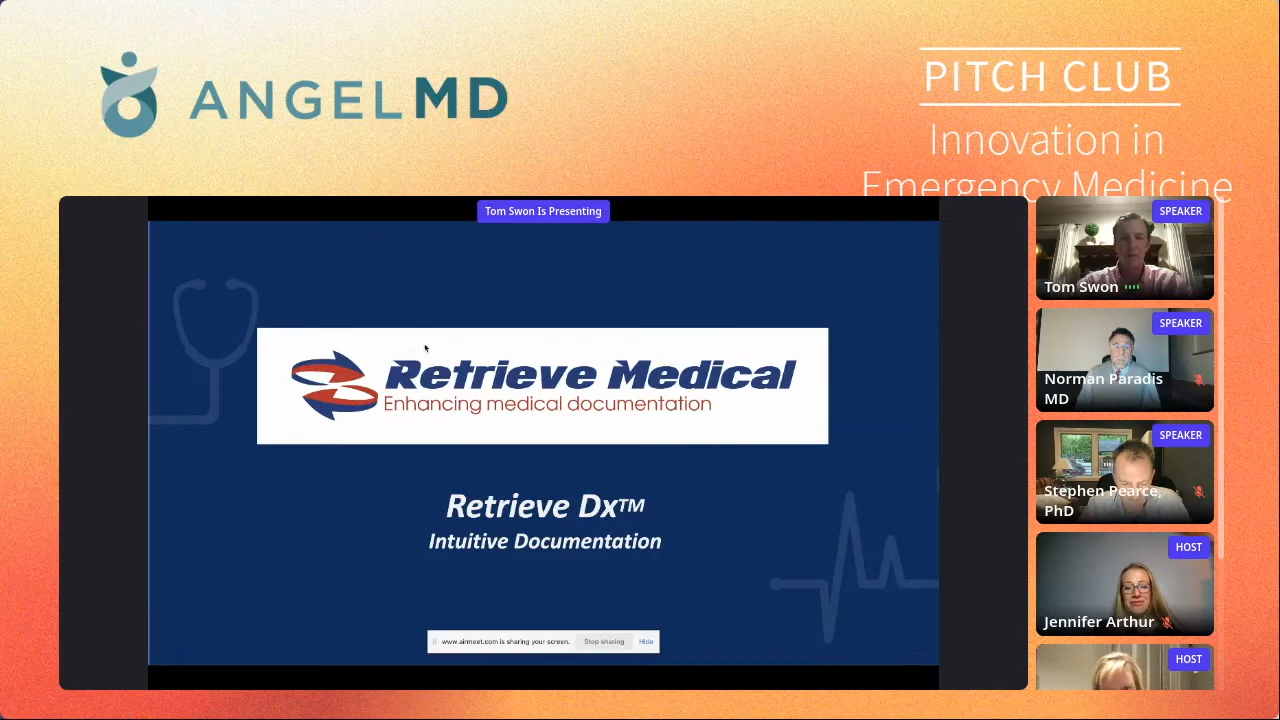 ANGELMD
PITCH CLUB
Innovation in
Emergency Medicine
Tom Swon Is Presenting
Retrieve Medical
Enhancing medical documentation
Retrieve Dx™
Intuitive Documentation
www.airmeet.com is sharing your screen.
Stop sharing
Hide
SPEAKER
Tom Swon
SPEAKER
Norman Paradis
MD
SPEAKER
Stephen Pearce,
PhD
HOST
Jennifer Arthur
HOST